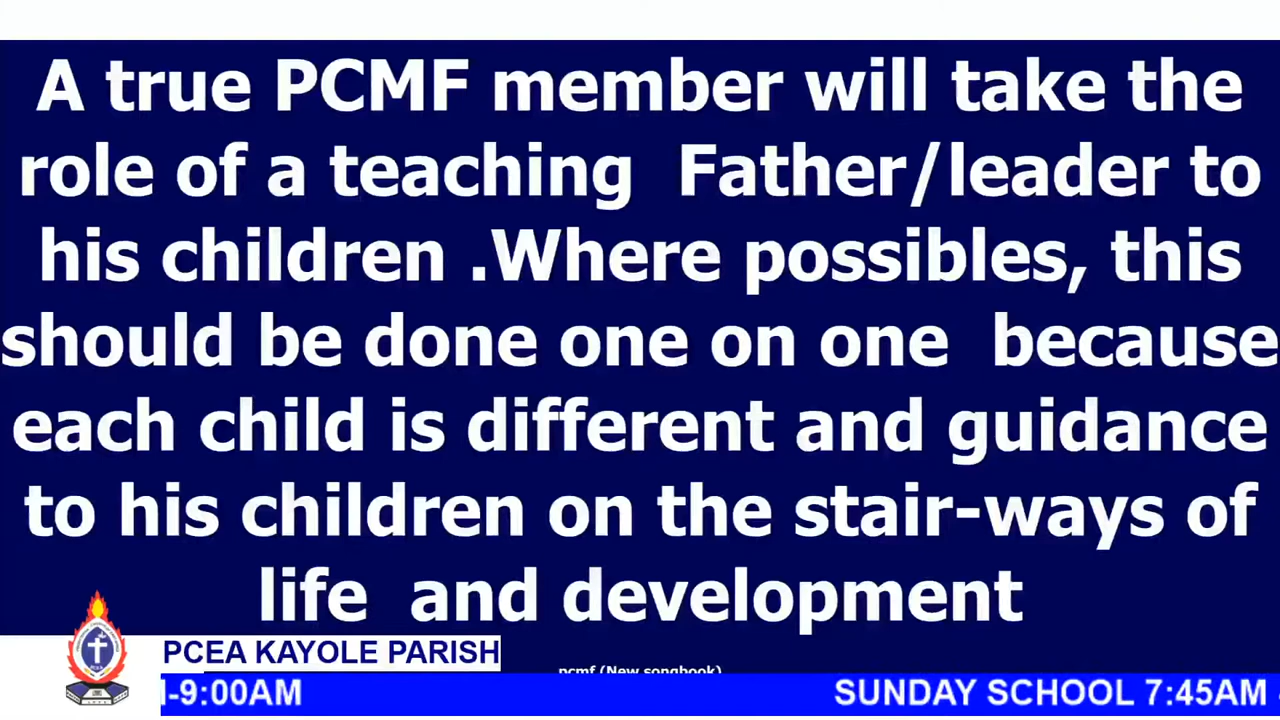 A true PCMF member will take the
role of a teaching Father/leader to
his children .Where possibles, this
should be done one on one because
each child is different and guidance
to his children on the stair-ways of
life and development
PCEA KAYOLE PARISH
pcmf (New songbook)
-9:00AM
SUNDAY SCHOOL 7:45AM